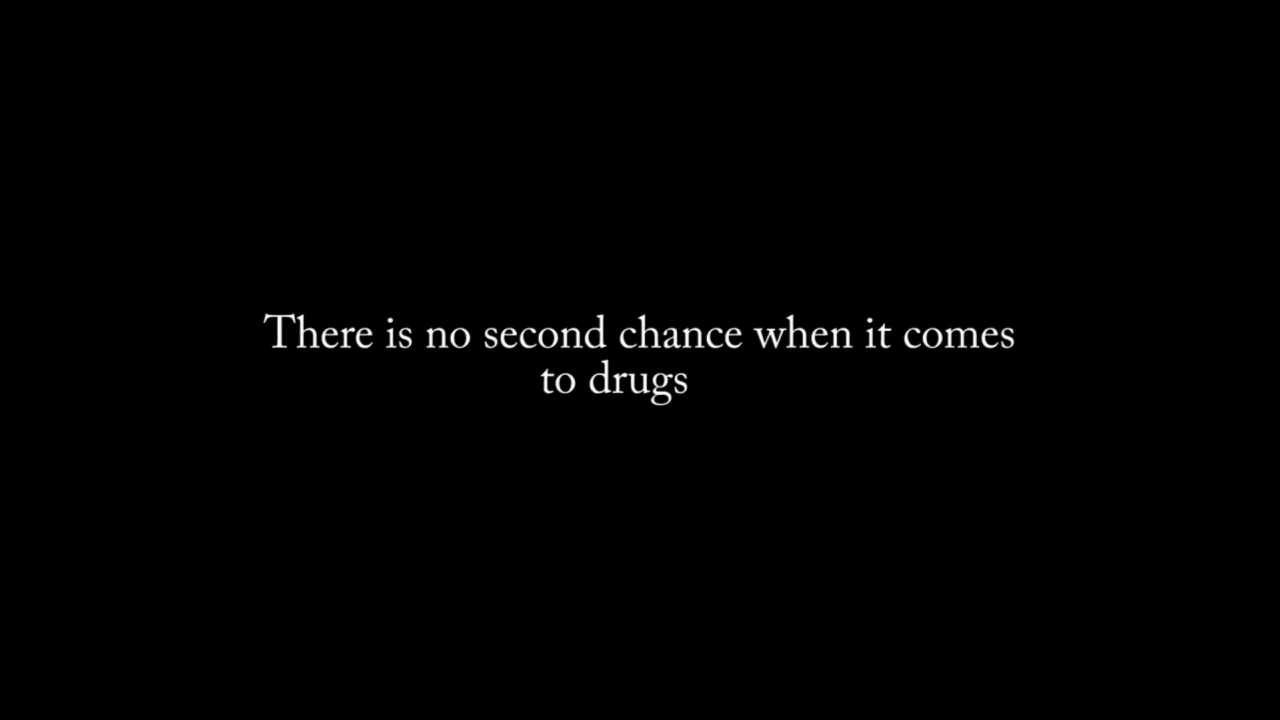 There is no second chance when it comes
to drugs